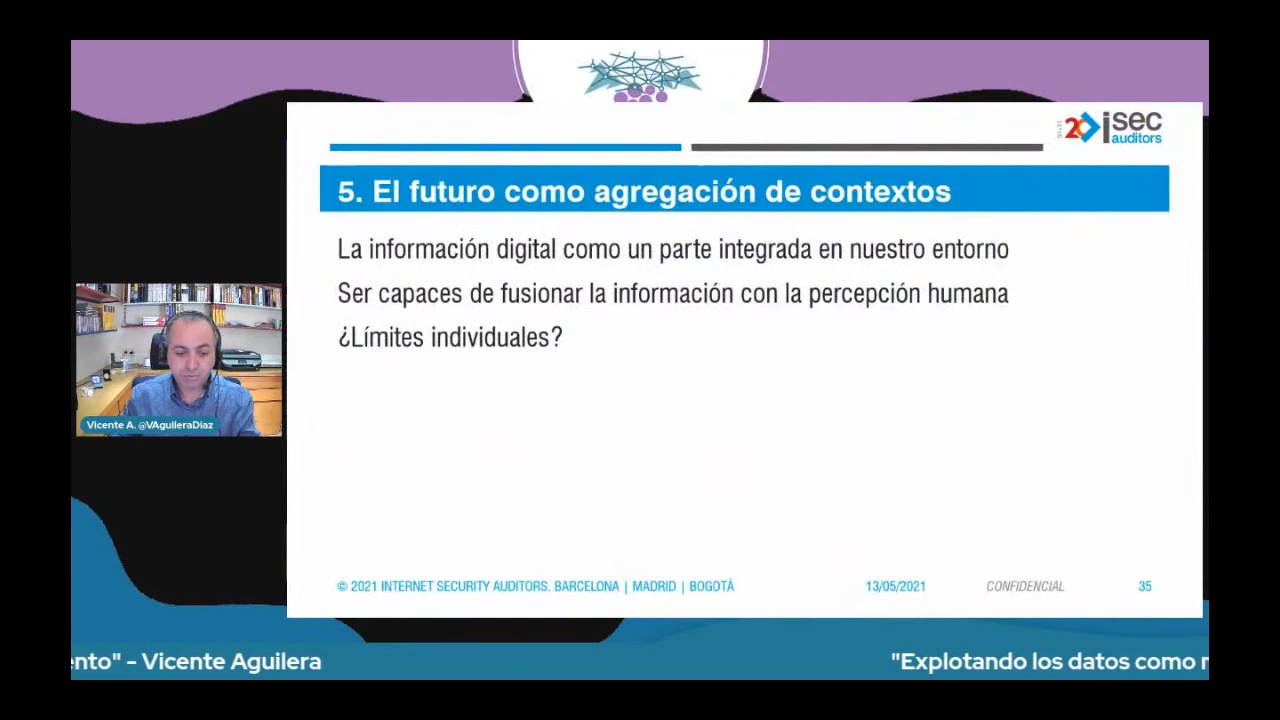 20 isec
auditors
5. El futuro como agregación de contextos
La información digital como un parte integrada en nuestro entorno
Ser capaces de fusionar la información con la percepción humana
¿Límites individuales?
Vicente A. @VAguileraDiaz
© 2021 INTERNET SECURITY AUDITORS. BARCELONA | MADRID | BOGOTÁ 13/05/2021 CONFIDENCIAL 35
ento" - Vicente Aguilera "Explotando los datos como